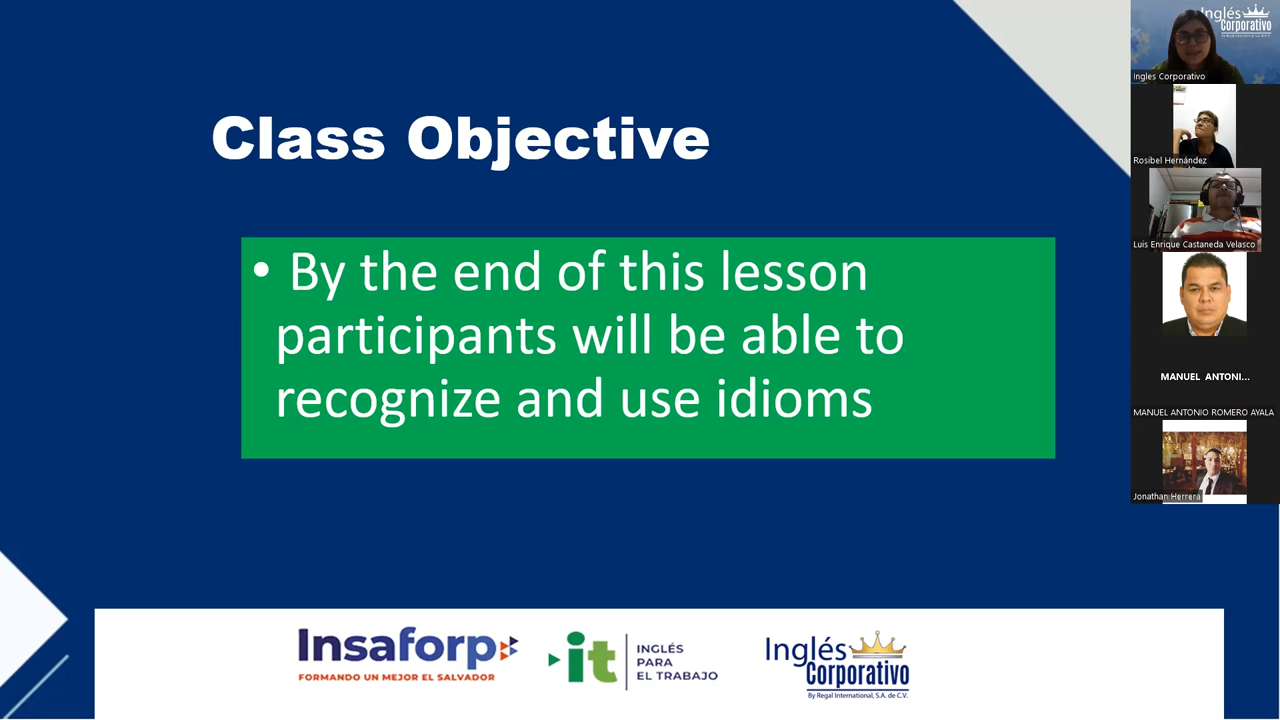 Class Objective
• By the end of this lesson
participants will be able to
recognize and use idioms
Insaforp
FORMANDO UN MEJOR EL SALVADOR
it
INGLÉS
PARA
EL TRABAJO
Inglés
Corporativo
By Regal International, S.A. de C.V.
Inglés
Corporativo
Ingles Corporativo
Rosibel Hernández
Luis Enrique Castaneda Velasco
MANUEL ANTONI...
MANUEL ANTONIO ROMERO AYALA
Jonathan Herrera